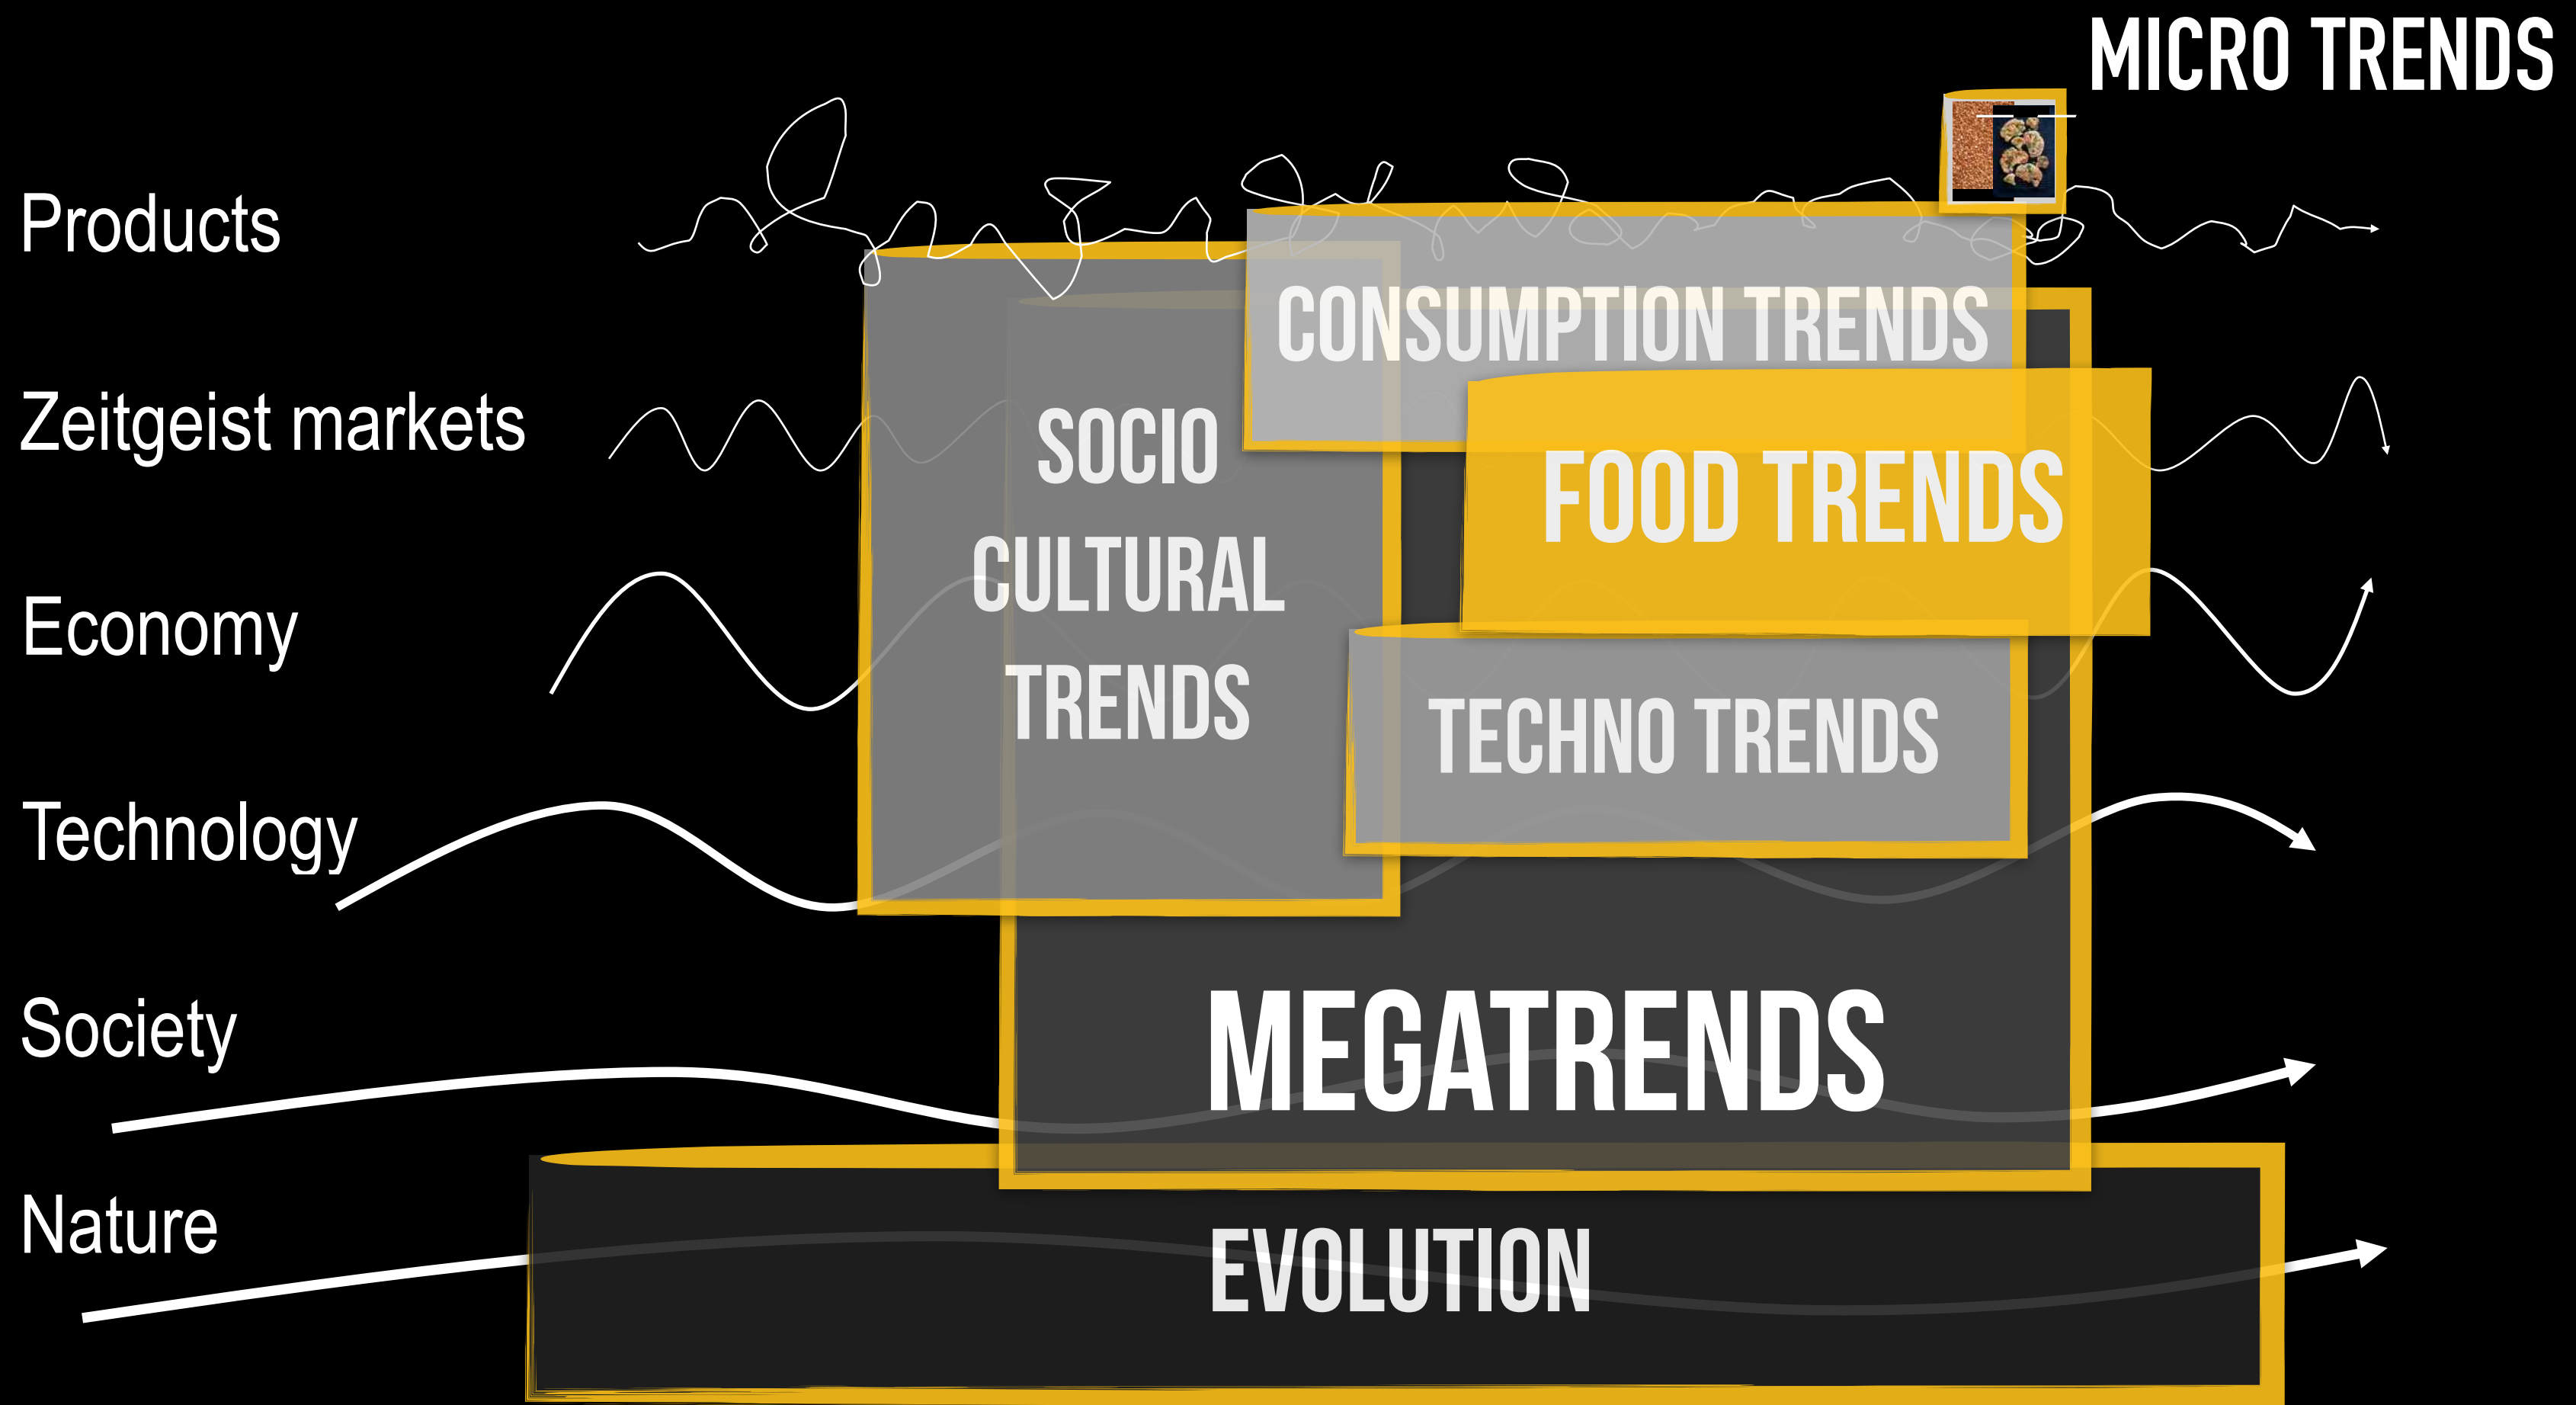 MICRO TRENDS
Products
CONSUMPTION TRENDS
Zeitgeist markets
SOCIO
CULTURAL
TRENDS
FOOD TRENDS
Economy
TECHNO TRENDS
Technology
Society
MEGATRENDS
Nature
EVOLUTION